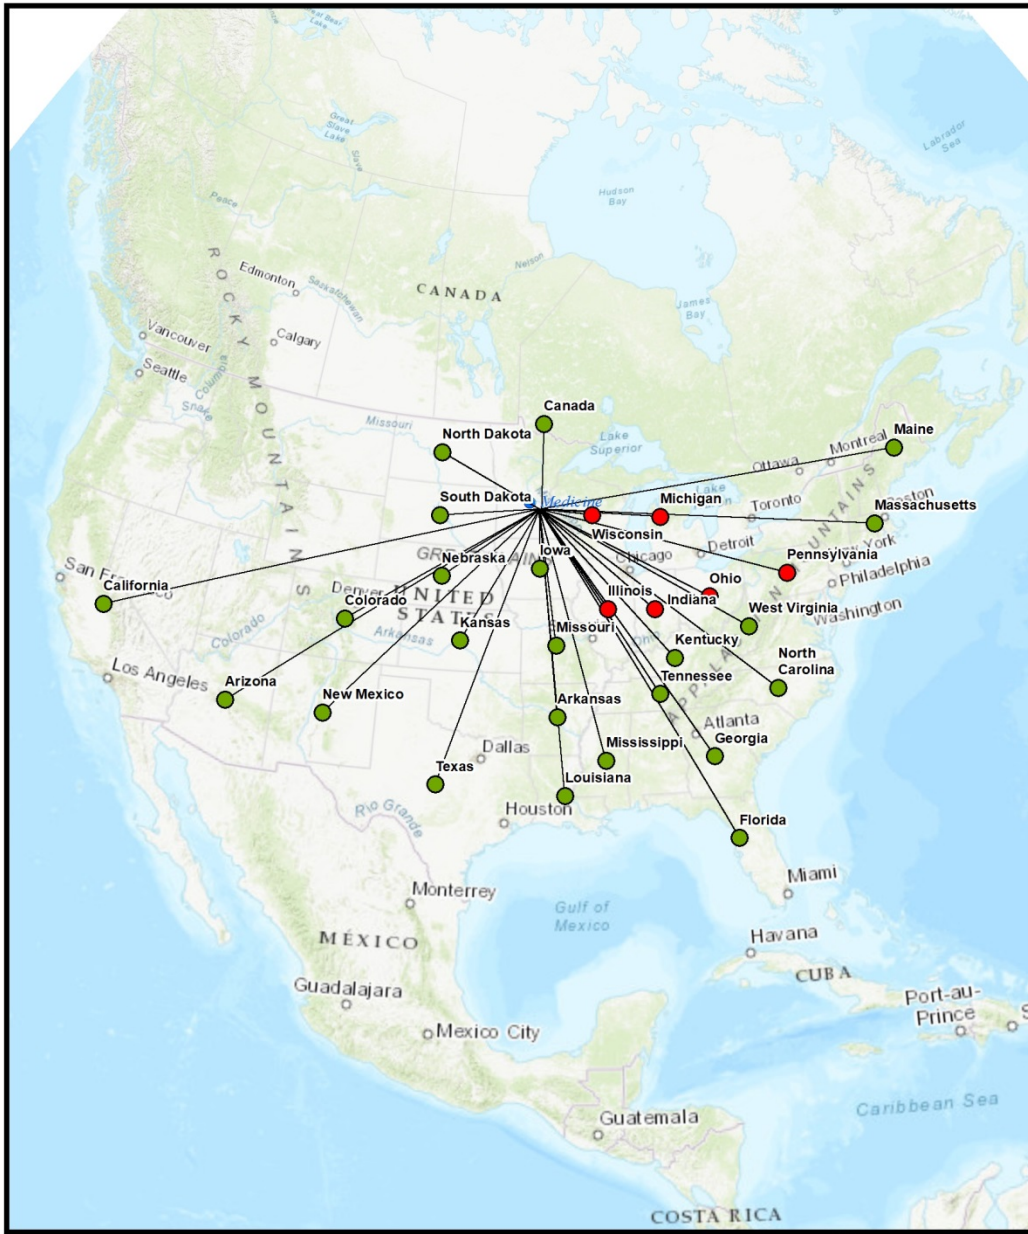 Great Bear
Lake
Great
Slave
Lake
Slave
Labrador
Sea
Hudson
Bay
Peace
ROCKY MOUNTAINS
Edmonton
Saskatchewan
Nelson
CANADA
James
Bay
Vancouver
Calgary
Seattle
Columbia
Snake
Missouri
Canada
North Dakota
Lake
Superior
Maine
Montreal
Ottawa
South Dakota
Medicine
Lake
Michigan
Toronto
Massachusetts
Wisconsin
Detroit
Iowa
Chicago
Pennsylvania
Nebraska
Philadelphia
California
Denver
UNITED
STATES
Colorado
Illinois
Indiana
Ohio
West Virginia
Washington
Colorado
Arkansas
Kansas
Missouri
Ohio
Kentucky
Los Angeles
Arizona
New Mexico
Tennessee
North
Carolina
Arkansas
Atlanta
Georgia
Dallas
Mississippi
Texas
Louisiana
Rio Grande
Houston
Florida
Miami
Monterrey
Gulf of
Mexico
Havana
MÉXICO
CUBA
Guadalajara
Port-au-
Prince
Mexico City
Caribbean Sea
Guatemala
COSTA RICA